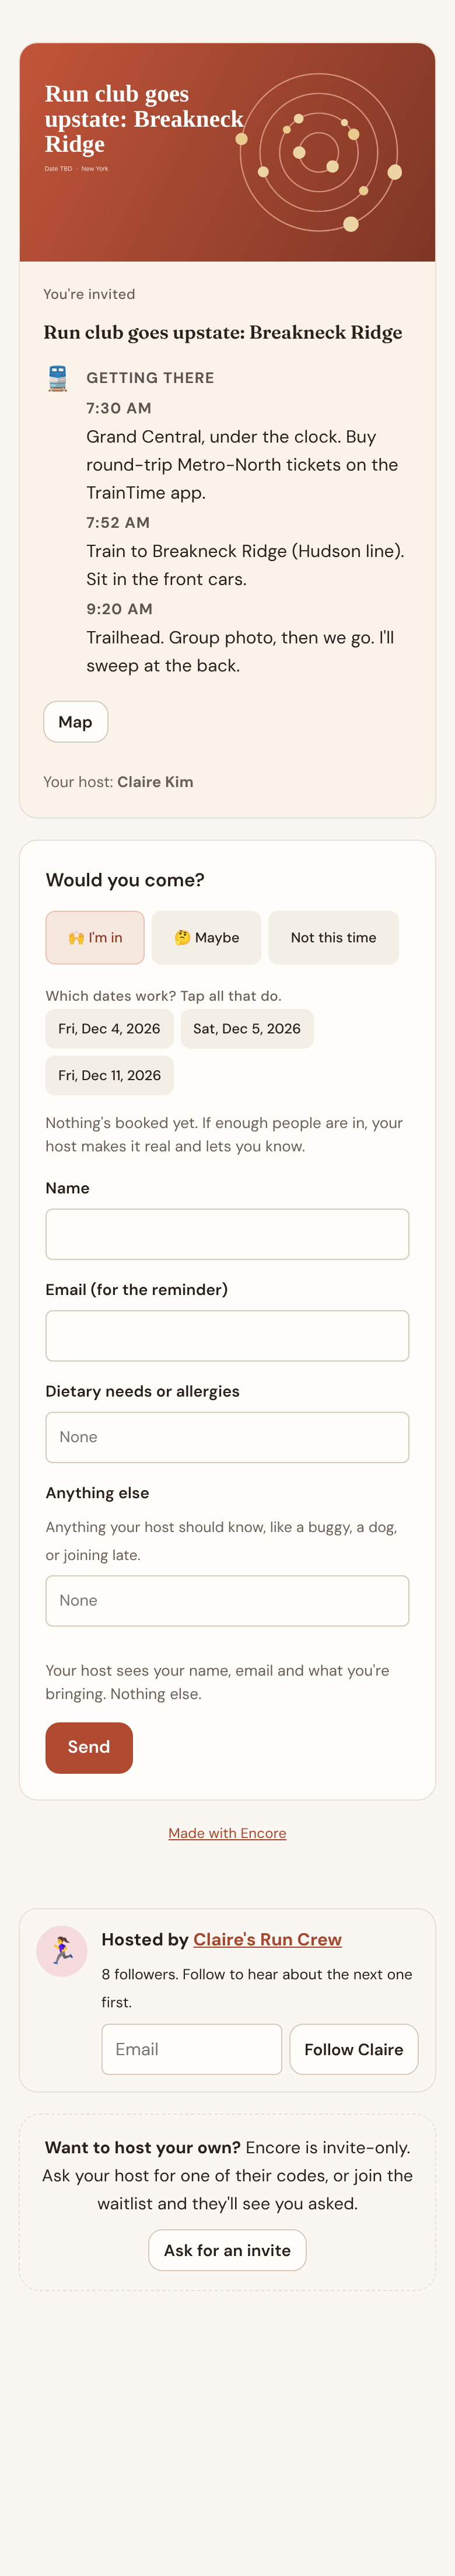 Run club goes
upstate: Breakneck
Ridge
Date TBD · New York
You're invited
Run club goes upstate: Breakneck Ridge
GETTING THERE
7:30 AM
Grand Central, under the clock. Buy
round-trip Metro-North tickets on the
TrainTime app.
7:52 AM
Train to Breakneck Ridge (Hudson line).
Sit in the front cars.
9:20 AM
Trailhead. Group photo, then we go. I'll
sweep at the back.
Map
Your host: Claire Kim
Would you come?
🙌 I'm in
🤔 Maybe
Not this time
Which dates work? Tap all that do.
Fri, Dec 4, 2026
Sat, Dec 5, 2026
Fri, Dec 11, 2026
Nothing's booked yet. If enough people are in, your
host makes it real and lets you know.
Name
Email (for the reminder)
Dietary needs or allergies
None
Anything else
Anything your host should know, like a buggy, a dog,
or joining late.
None
Your host sees your name, email and what you're
bringing. Nothing else.
Send
Made with Encore
Hosted by Claire's Run Crew
8 followers. Follow to hear about the next one
first.
Email
Follow Claire
Want to host your own? Encore is invite-only.
Ask your host for one of their codes, or join the
waitlist and they'll see you asked.
Ask for an invite